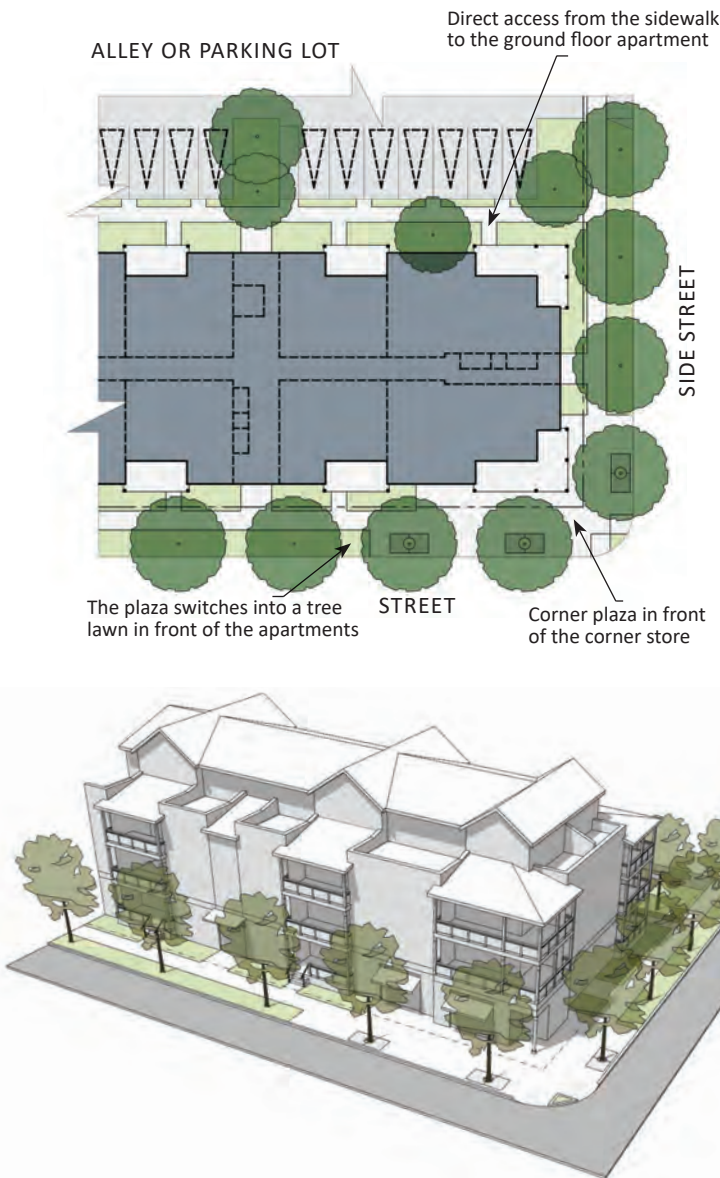 Direct access from the sidewalk
to the ground floor apartment
ALLEY OR PARKING LOT
SIDE STREET
The plaza switches into a tree
lawn in front of the apartments
STREET
Corner plaza in front
of the corner store